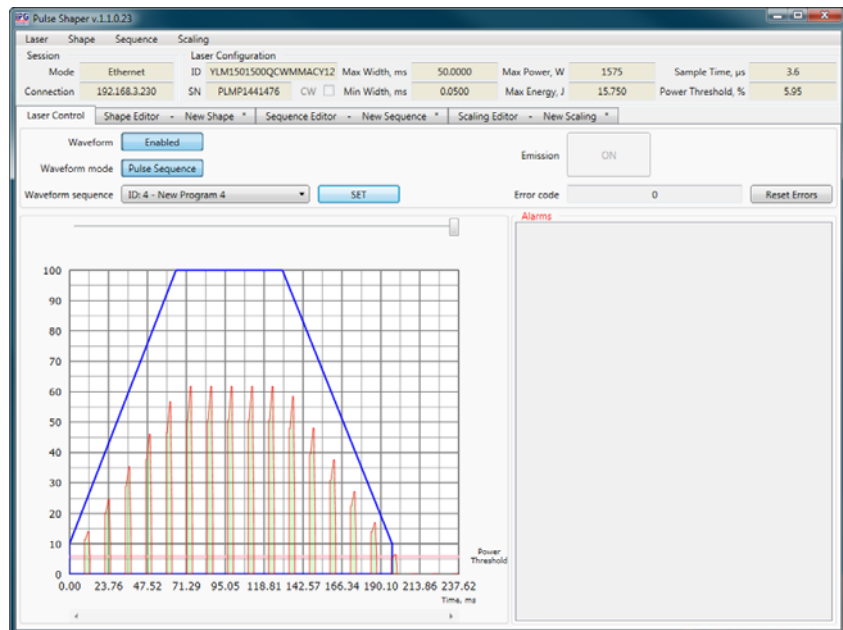 IPG Pulse Shaper v.1.1.0.23
Laser Shape Sequence Scaling
Session Laser Configuration
Mode Ethernet ID YLM1501500QCWMMACY12 Max Width, ms 50.0000 Max Power, W 1575 Sample Time, µs 3.6
Connection 192.168.3.230 SN PLMP1441476 CW Min Width, ms 0.0500 Max Energy, J 15.750 Power Threshold, % 5.95
Laser Control Shape Editor - New Shape * Sequence Editor - New Sequence * Scaling Editor - New Scaling *
Waveform Enabled
Emission ON
Waveform mode Pulse Sequence
Waveform sequence ID: 4 - New Program 4 SET Error code 0 Reset Errors
Alarms
100
90
80
70
60
50
40
30
20
10
Power
Threshold
0
0.00 23.76 47.52 71.29 95.05 118.81 142.57 166.34 190.10 213.86 237.62
Time, ms